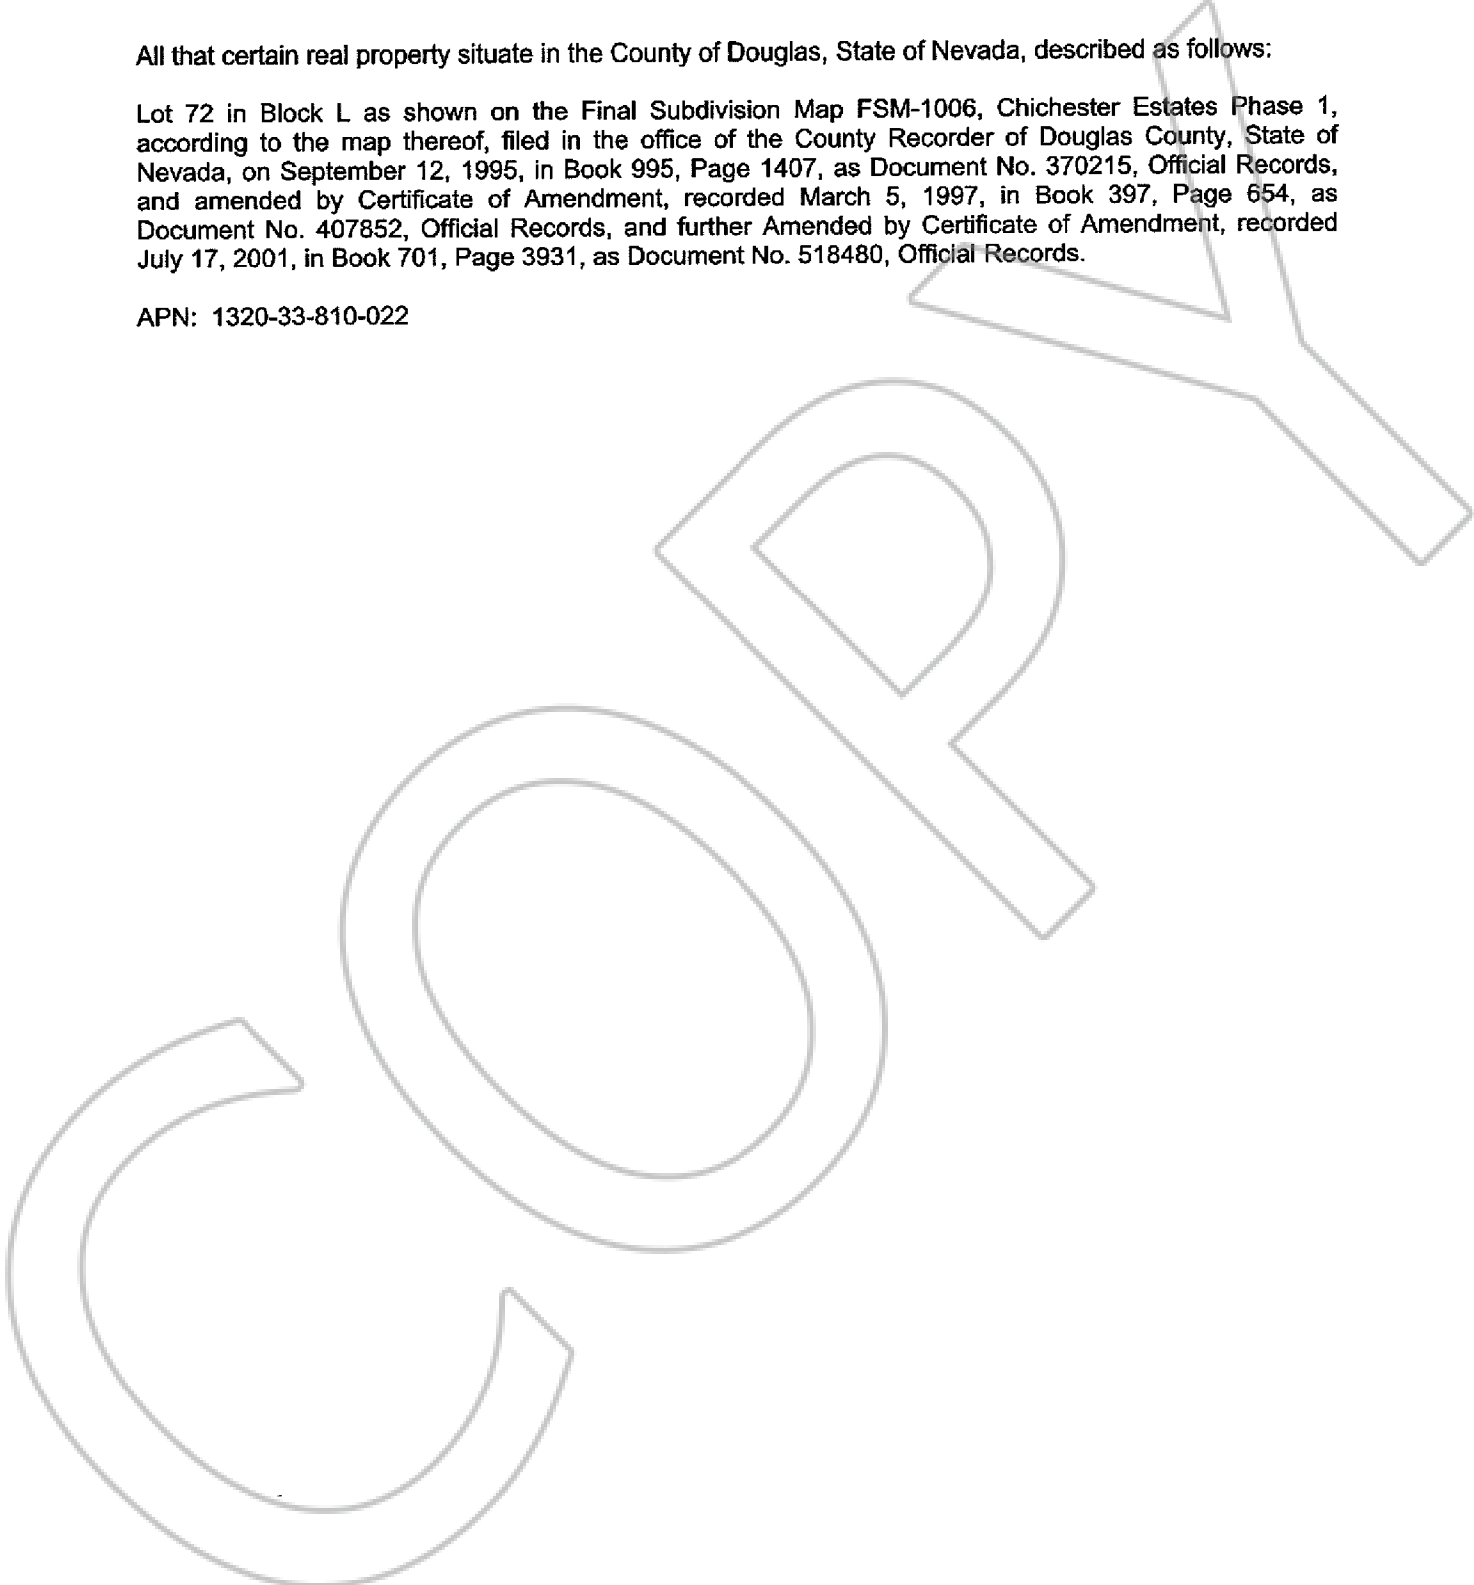 All that certain real property situate in the County of Douglas, State of Nevada, described as follows:
Lot 72 in Block L as shown on the Final Subdivision Map FSM-1006, Chichester Estates Phase 1,
according to the map thereof, filed in the office of the County Recorder of Douglas County, State of
Nevada, on September 12, 1995, in Book 995, Page 1407, as Document No. 370215, Official Records,
and amended by Certificate of Amendment, recorded March 5, 1997, in Book 397, Page 654, as
Document No. 407852, Official Records, and further Amended by Certificate of Amendment, recorded
July 17, 2001, in Book 701, Page 3931, as Document No. 518480, Official Records.
APN: 1320-33-810-022
COPY